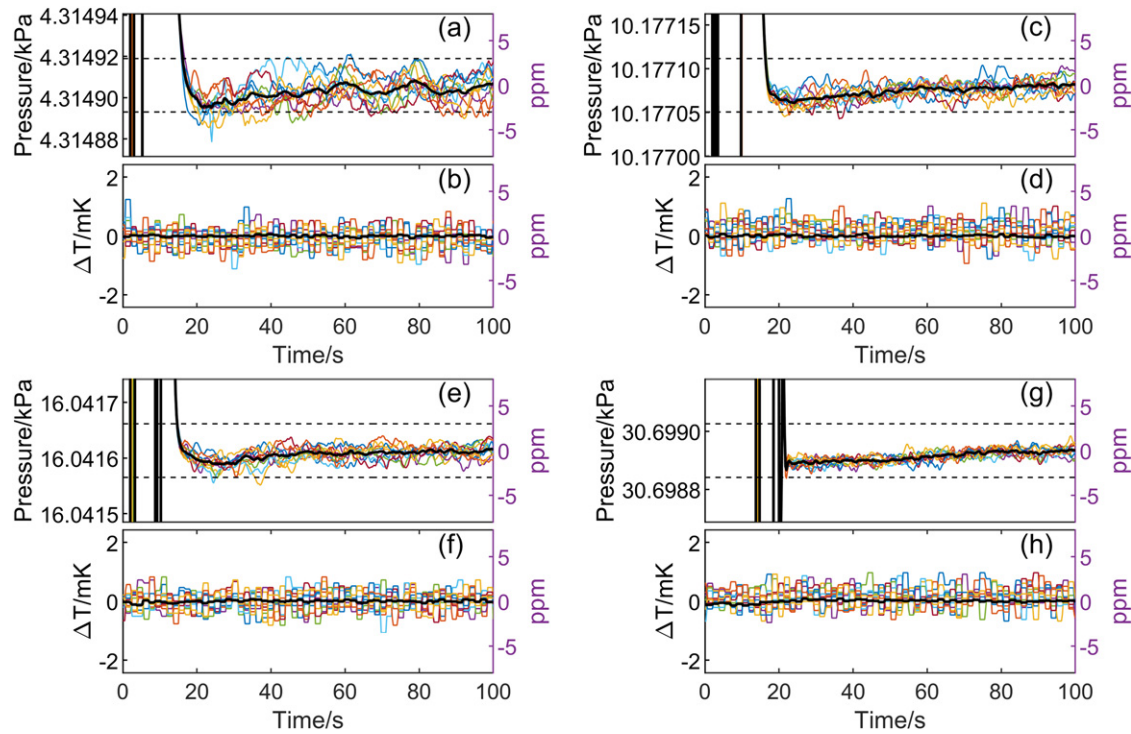 (a)
Pressure/kPa
4.31494
4.31492
4.31490
4.31488
5
0
-5
ppm
(b)
ΔT/mK
2
0
-2
5
0
-5
ppm
0 20 40 60 80 100
Time/s
(c)
Pressure/kPa
10.17715
10.17710
10.17705
10.17700
5
0
-5
ppm
(d)
ΔT/mK
2
0
-2
5
0
-5
ppm
0 20 40 60 80 100
Time/s
(e)
Pressure/kPa
16.0417
16.0416
16.0415
5
0
-5
ppm
(f)
ΔT/mK
2
0
-2
5
0
-5
ppm
0 20 40 60 80 100
Time/s
(g)
Pressure/kPa
30.6990
30.6988
5
0
-5
ppm
(h)
ΔT/mK
2
0
-2
5
0
-5
ppm
0 20 40 60 80 100
Time/s